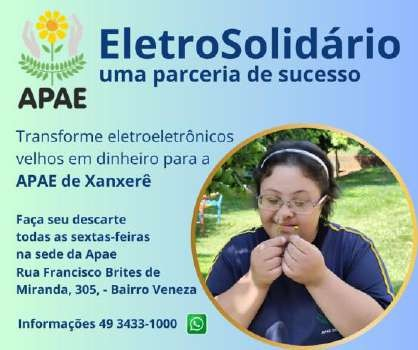 EletroSolidário
uma parceria de sucesso
APAE
Transforme eletroeletrônicos
velhos em dinheiro para a
APAE de Xanxerê
Faça seu descarte
todas as sextas-feiras
na sede da Apae
Rua Francisco Brites de
Miranda, 305, - Bairro Veneza
Informações 49 3433-1000